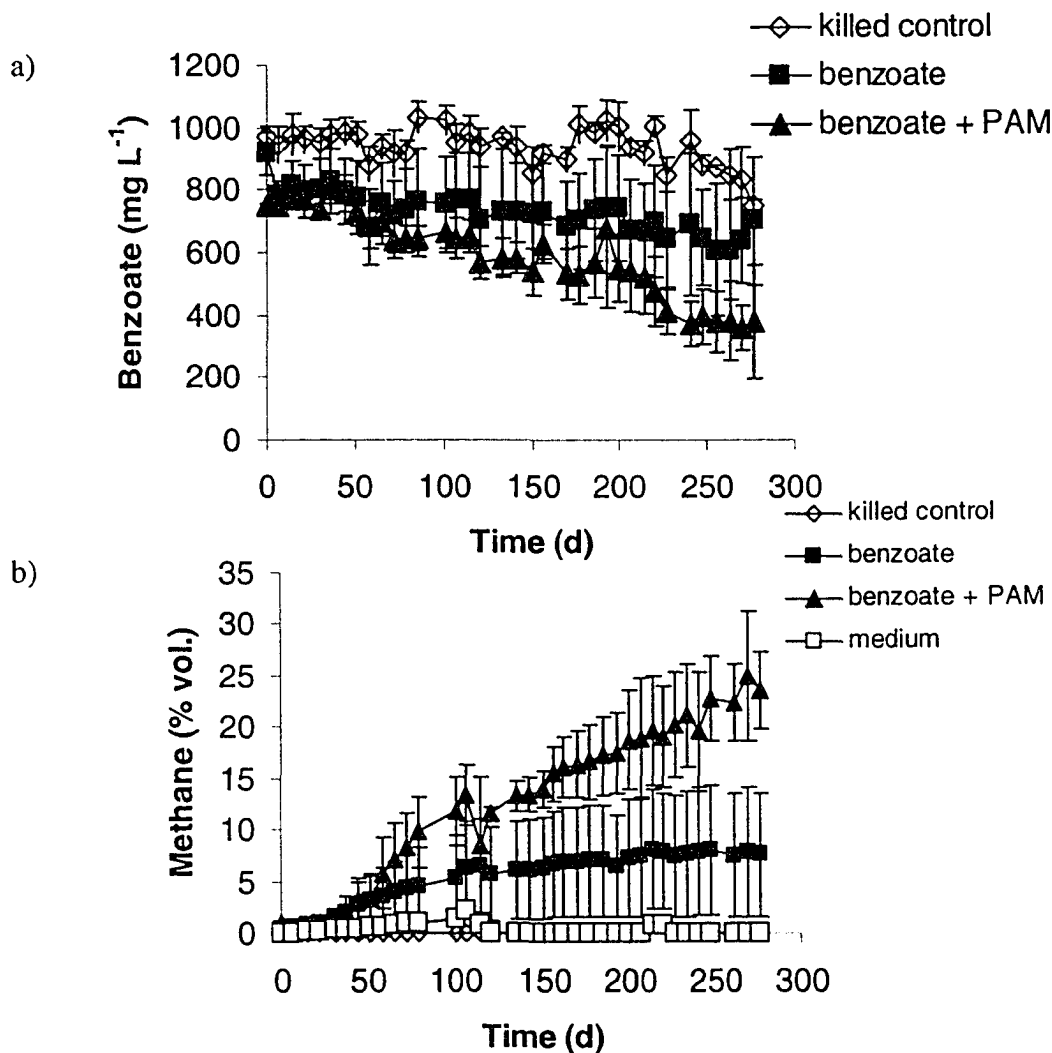 a)
killed control
benzoate
benzoate + PAM
1200
1000
800
600
400
200
0
Benzoate (mg L⁻¹)
0 50 100 150 200 250 300
Time (d)
b)
killed control
benzoate
benzoate + PAM
medium
35
30
25
20
15
10
5
0
Methane (% vol.)
0 50 100 150 200 250 300
Time (d)